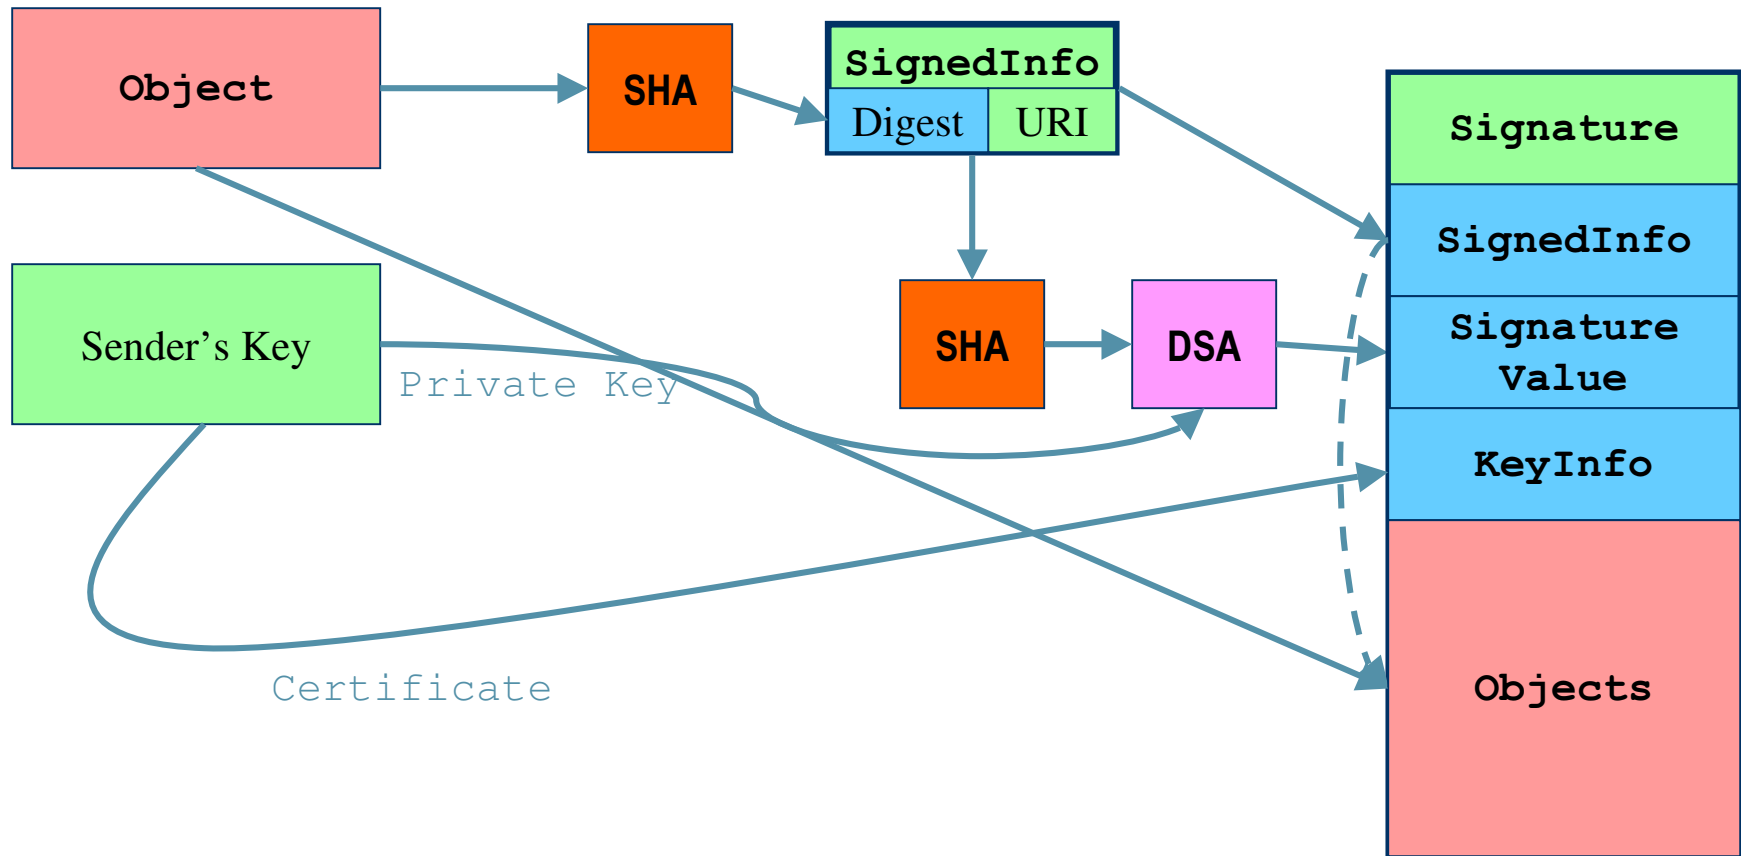 Object
SHA
SignedInfo
Digest
URI
Signature
SignedInfo
Sender’s Key
Private Key
SHA
DSA
Signature
Value
KeyInfo
Certificate
Objects